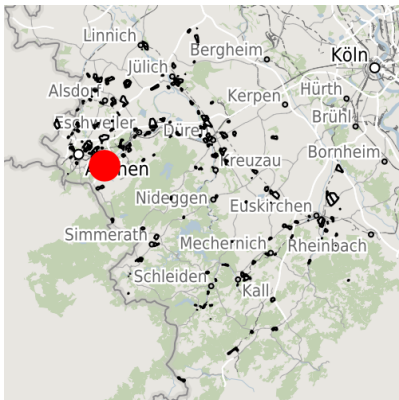 Linnich
Bergheim
Köln
Jülich
Alsdorf
Kerpen
Hürth
Eschweiler
Brühl
Düren
Kreuzau
Bornheim
Nideggen
Euskirchen
Simmerath
Mechernich
Rheinbach
Schleiden
Kall